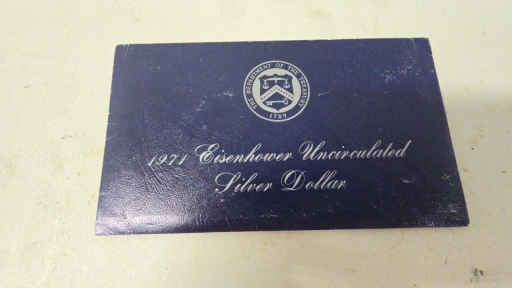 THE DEPARTMENT OF THE TREASURY
1789
1971 Eisenhower Uncirculated
Silver Dollar